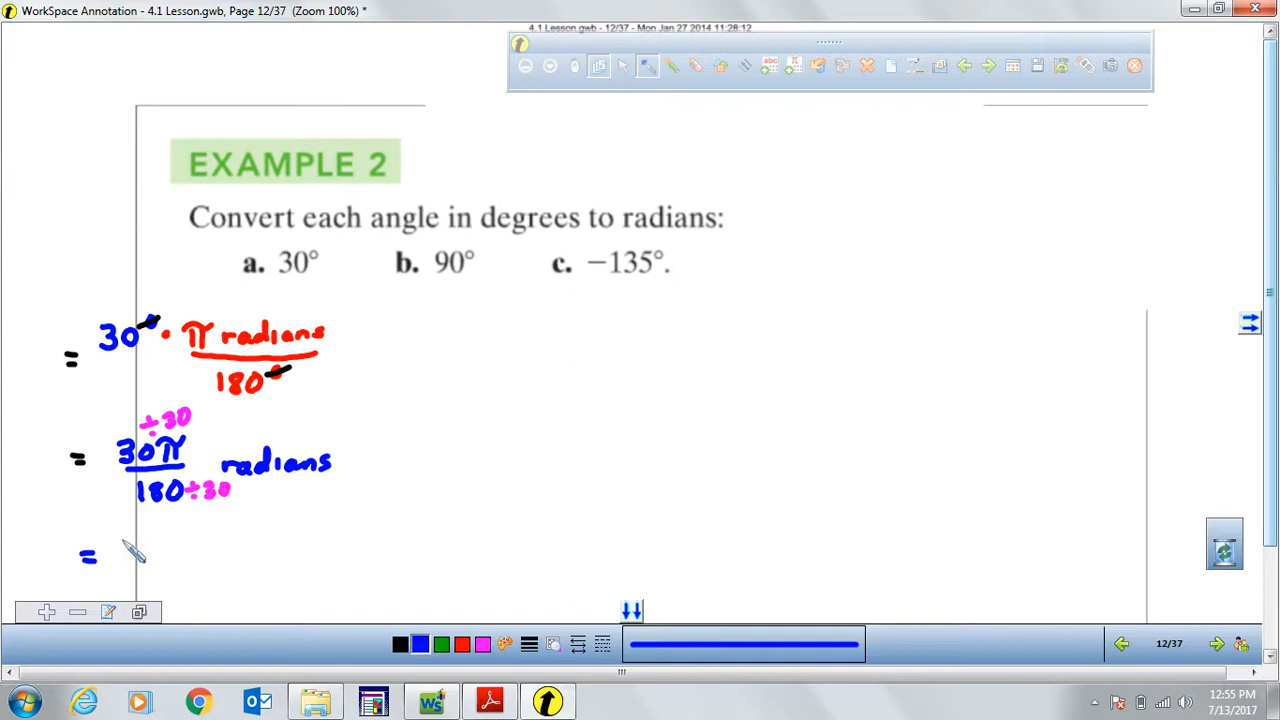 WorkSpace Annotation - 4.1 Lesson.gwb, Page 12/37 (Zoom 100%) *
4.1 Lesson.gwb - 12/37 - Mon Jan 27 2014 11:28:12
EXAMPLE 2
Convert each angle in degrees to radians:
a. 30° b. 90° c. −135°.
= 30° · π radians
180°
÷30
= 30π radians
180 ÷30
=
12/37
12:55 PM
7/13/2017